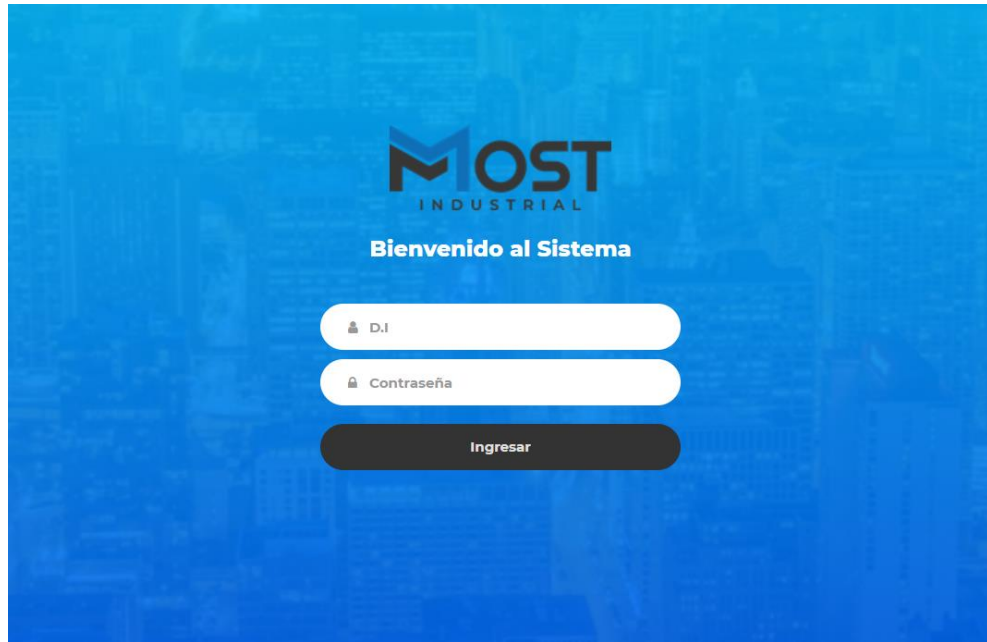 MOST
INDUSTRIAL
Bienvenido al Sistema
D.I
Contraseña
Ingresar